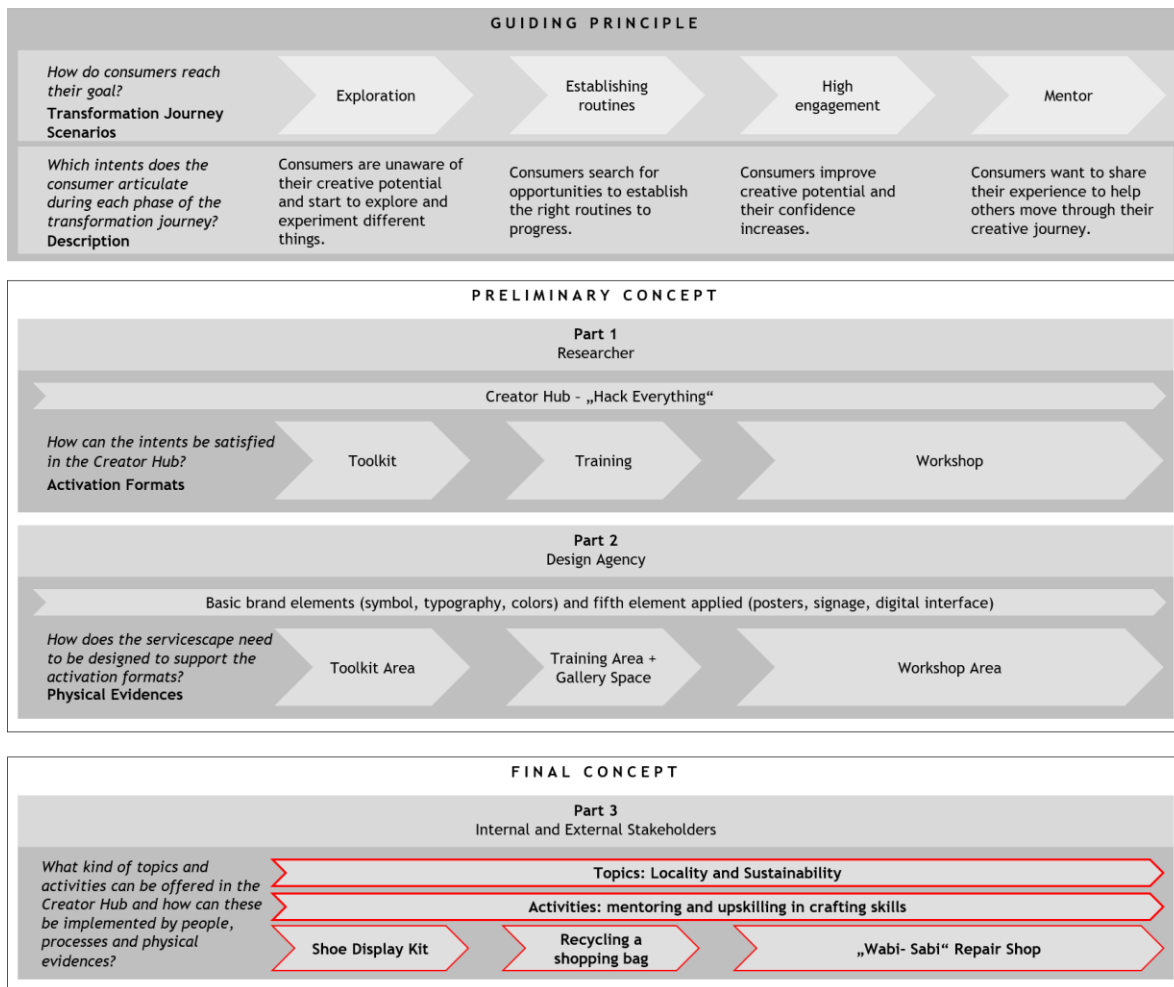 GUIDING PRINCIPLE
How do consumers reach
their goal?
Transformation Journey
Scenarios
Exploration
Establishing
routines
High
engagement
Mentor
Which intents does the
consumer articulate
during each phase of the
transformation journey?
Description
Consumers are unaware of
their creative potential
and start to explore and
experiment different
things.
Consumers search for
opportunities to establish
the right routines to
progress.
Consumers improve
creative potential and
their confidence
increases.
Consumers want to share
their experience to help
others move through their
creative journey.
PRELIMINARY CONCEPT
Part 1
Researcher
Creator Hub - „Hack Everything“
How can the intents be satisfied
in the Creator Hub?
Activation Formats
Toolkit
Training
Workshop
Part 2
Design Agency
Basic brand elements (symbol, typography, colors) and fifth element applied (posters, signage, digital interface)
How does the servicescape need
to be designed to support the
activation formats?
Physical Evidences
Toolkit Area
Training Area +
Gallery Space
Workshop Area
FINAL CONCEPT
Part 3
Internal and External Stakeholders
What kind of topics and
activities can be offered in the
Creator Hub and how can these
be implemented by people,
processes and physical
evidences?
Topics: Locality and Sustainability
Activities: mentoring and upskilling in crafting skills
Shoe Display Kit
Recycling a
shopping bag
„Wabi- Sabi“ Repair Shop